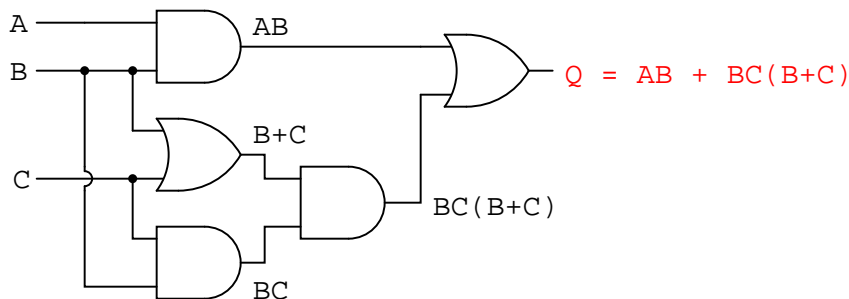 A
AB
B
Q = AB + BC(B+C)
B+C
C
BC(B+C)
BC